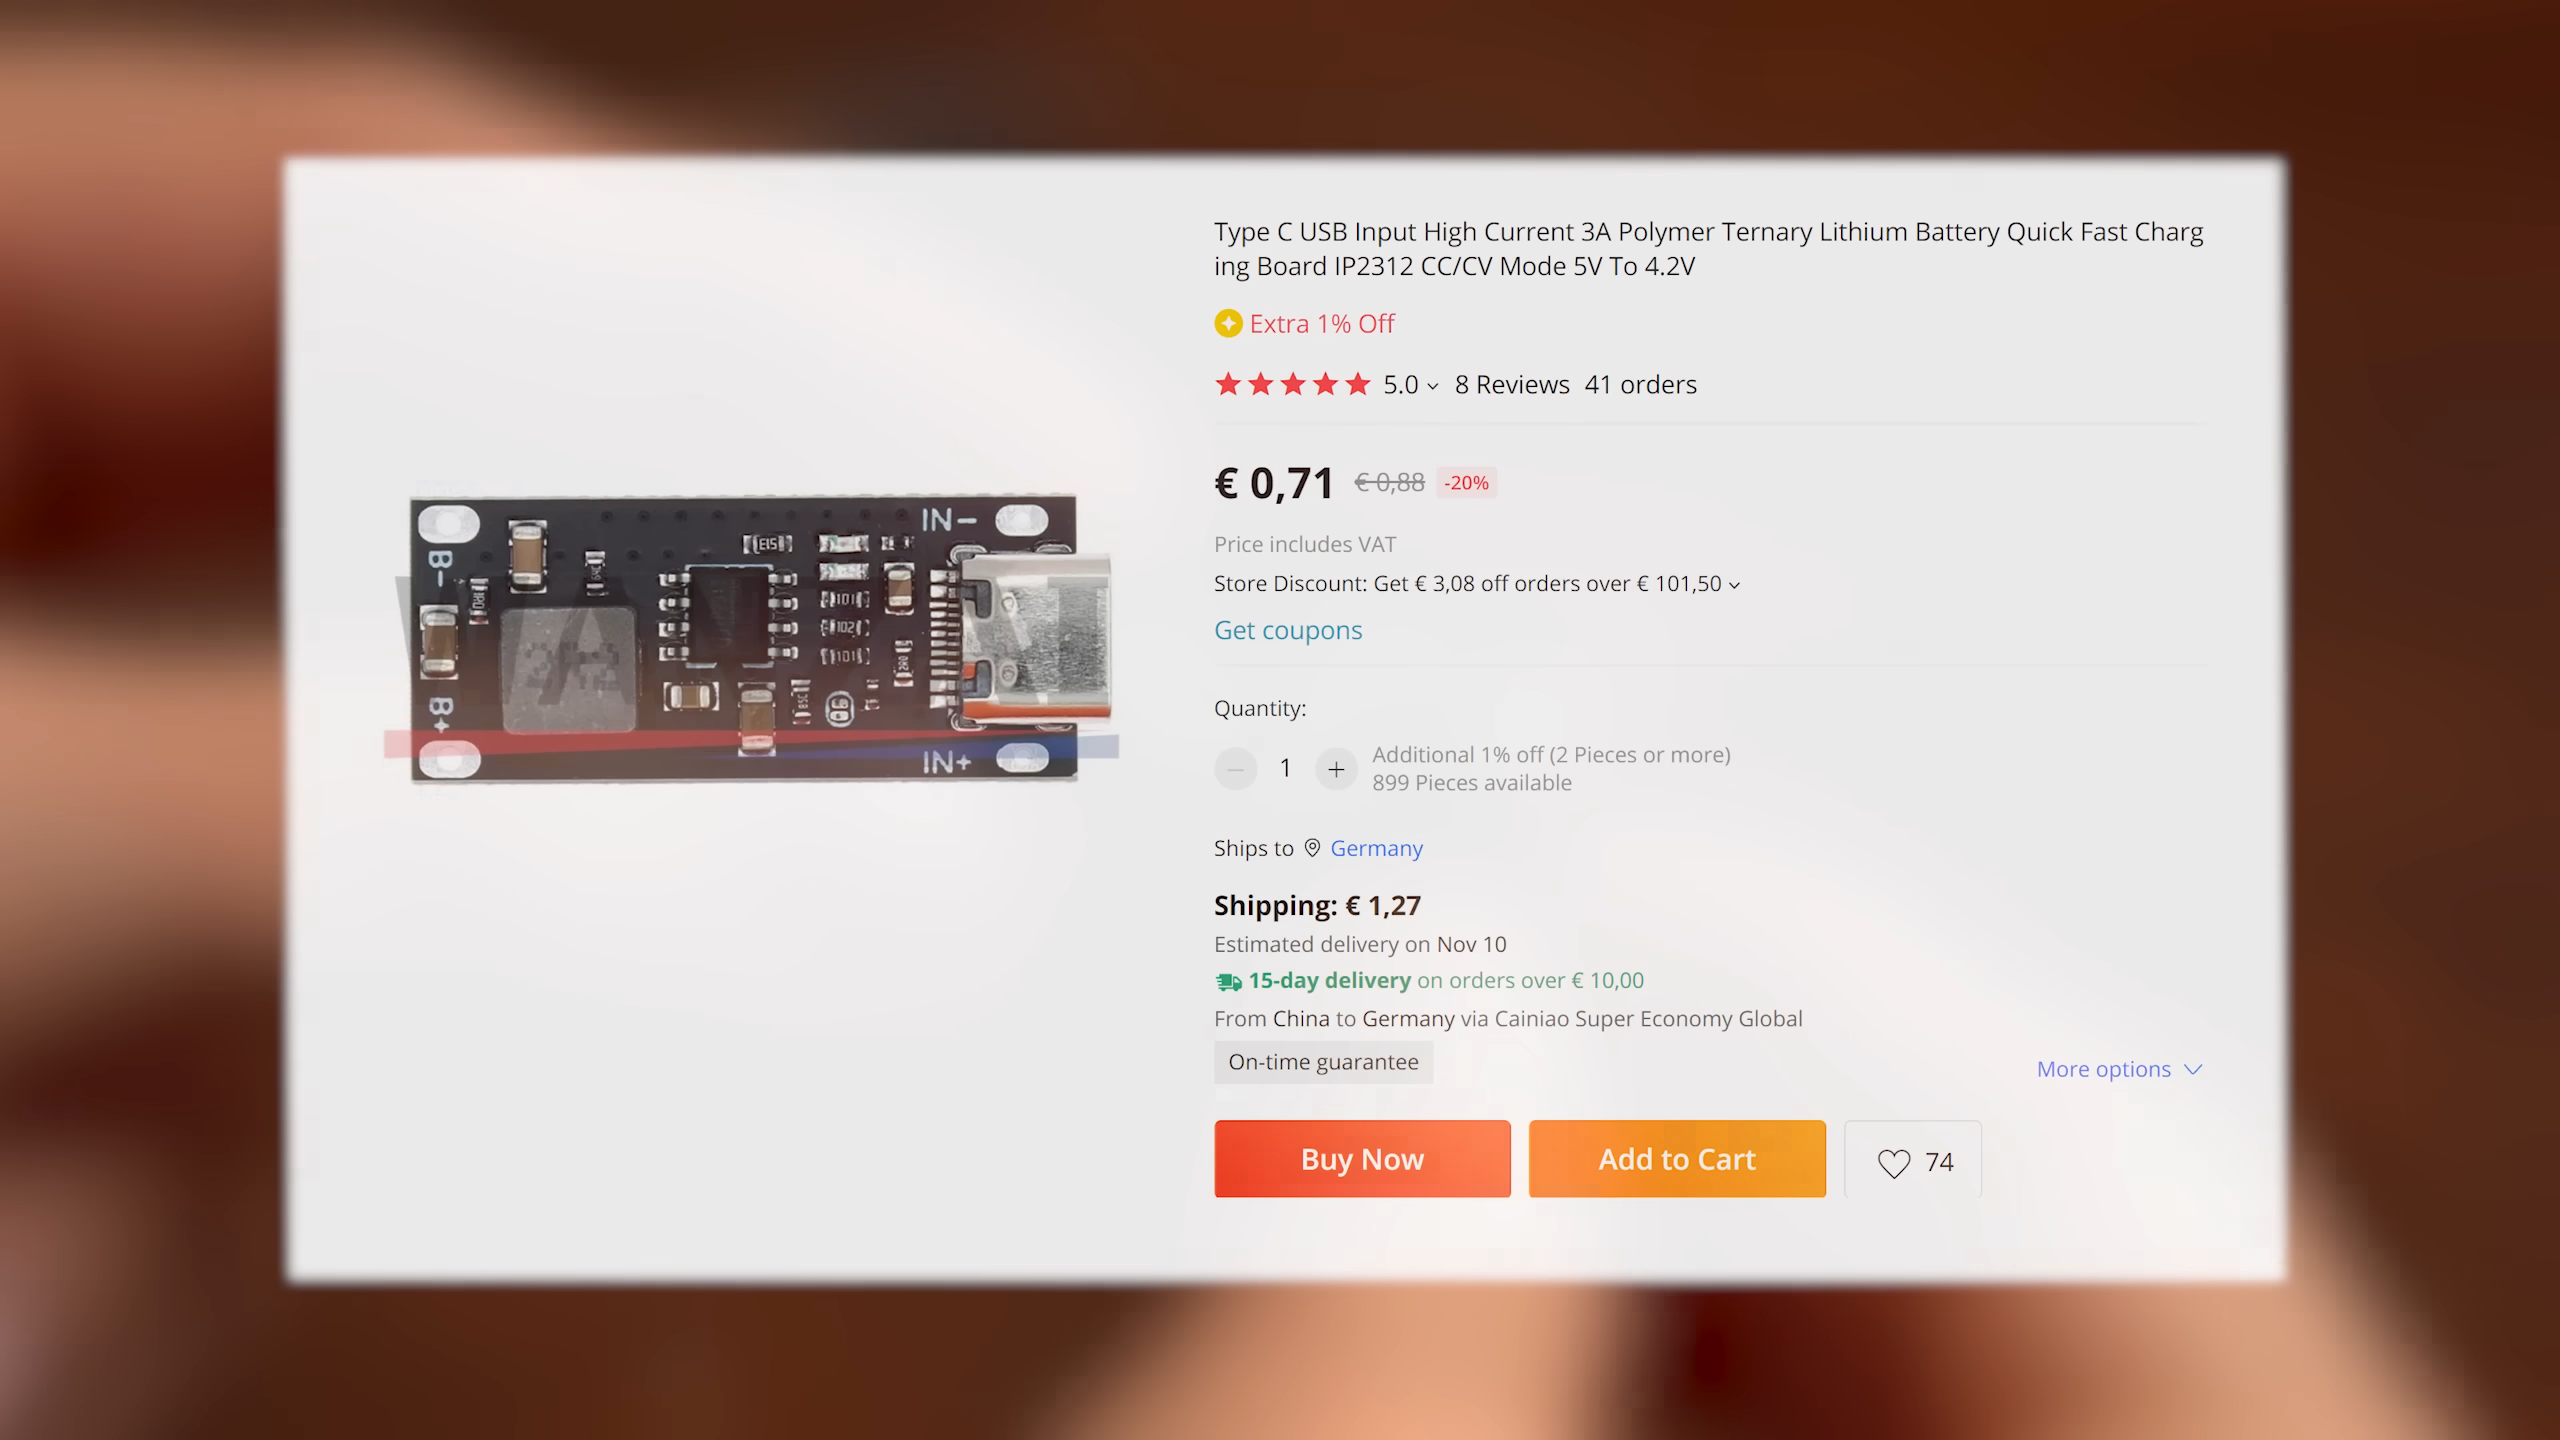 Type C USB Input High Current 3A Polymer Ternary Lithium Battery Quick Fast Charg
ing Board IP2312 CC/CV Mode 5V To 4.2V
Extra 1% Off
5.0 8 Reviews 41 orders
€ 0,71 € 0,88 -20%
Price includes VAT
Store Discount: Get € 3,08 off orders over € 101,50
Get coupons
Quantity:
1
Additional 1% off (2 Pieces or more)
899 Pieces available
Ships to Germany
Shipping: € 1,27
Estimated delivery on Nov 10
15-day delivery on orders over € 10,00
From China to Germany via Cainiao Super Economy Global
On-time guarantee
More options
Buy Now
Add to Cart
74
IN-
B-
B+
IN+
101
102
101